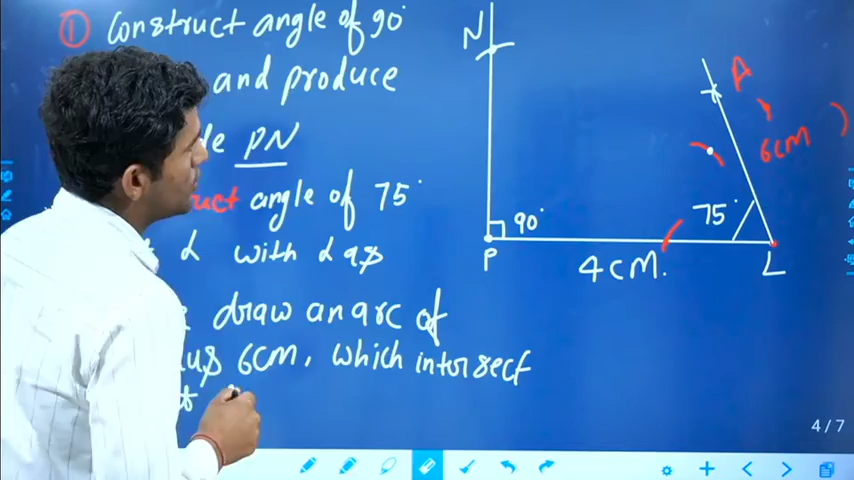 ① Construct angle of 90°
and produce
PN
angle of 75°
L with L as
draw an arc of
6cm, which intersect
N
A
6cm
90°
75°
P
4cm.
L
4/7